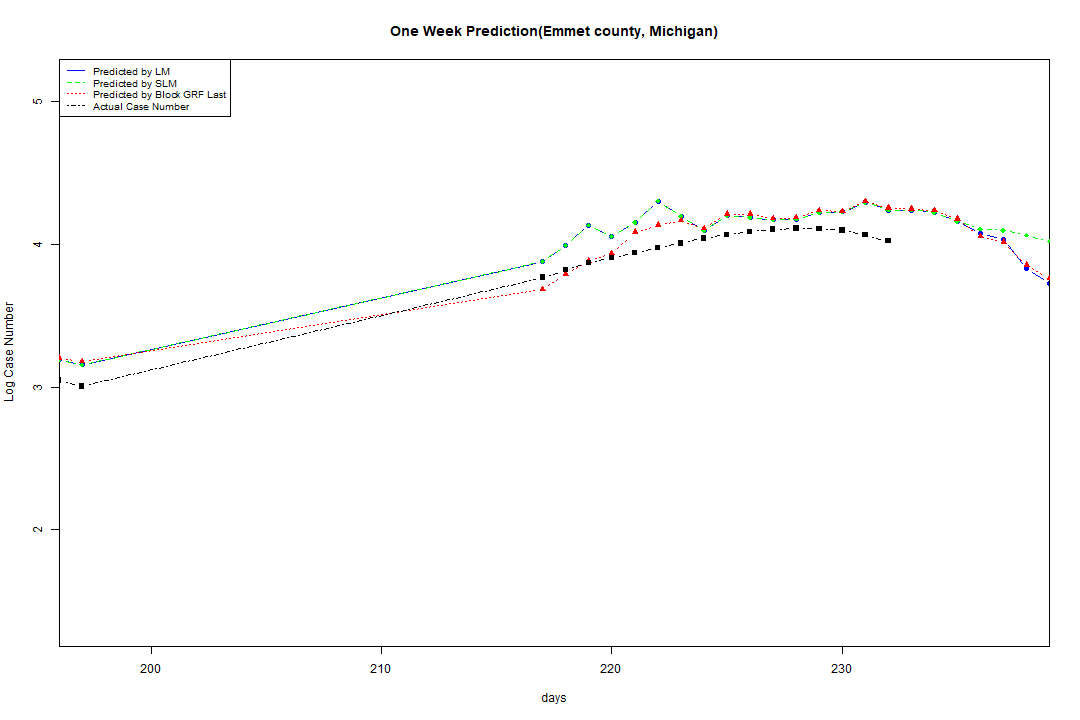 One Week Prediction(Emmet county, Michigan)
Predicted by LM
Predicted by SLM
Predicted by Block GRF Last
Actual Case Number
5
4
3
2
Log Case Number
200
210
220
230
days